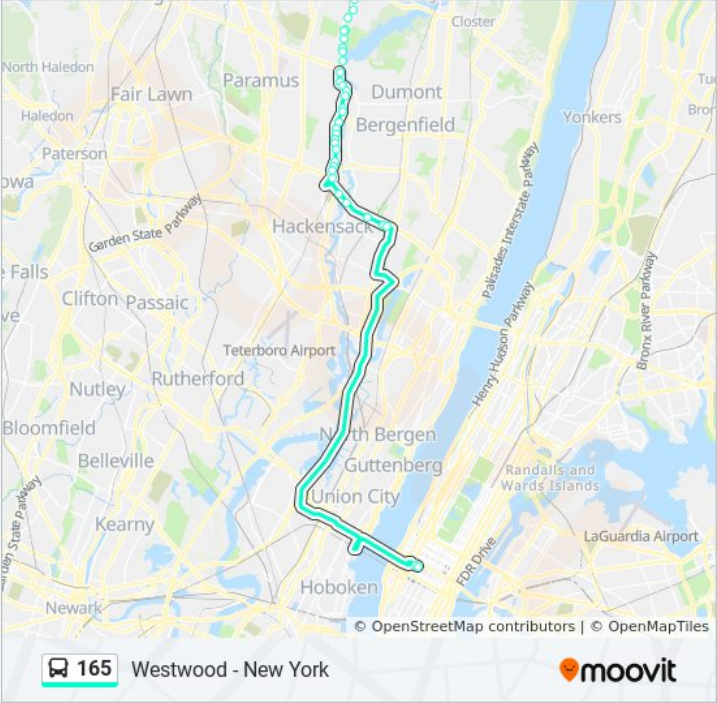 Closter
North Haledon
Paramus
Fair Lawn
Dumont
Haledon
Bergenfield
Yonkers
Paterson
Hackensack
Garden State Parkway
Palisades Interstate Parkway
Falls
Clifton
Passaic
Bronx River Parkway
Henry Hudson Parkway
Teterboro Airport
Rutherford
Nutley
Bloomfield
North Bergen
Belleville
Guttenberg
Randalls and
Wards Islands
Union City
Kearny
LaGuardia Airport
FDR Drive
Hoboken
Newark
© OpenStreetMap contributors | © OpenMapTiles
165 Westwood - New York
moovit